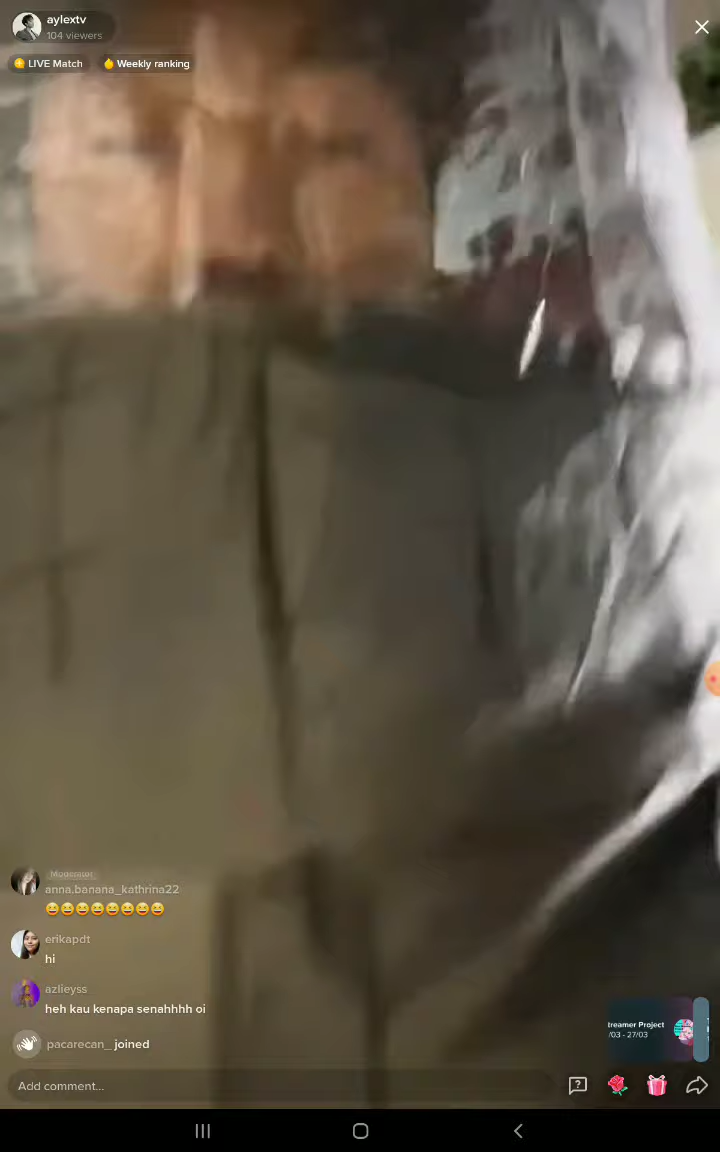 aylextv
104 viewers
LIVE Match
Weekly ranking
Moderator
anna.banana_kathrina22
😆😆😆😆😆😆😆😆
erikapdt
hi
azlieyss
heh kau kenapa senahhhh oi
pacarecan_ joined
treamer Project
/03 - 27/03
Add comment...